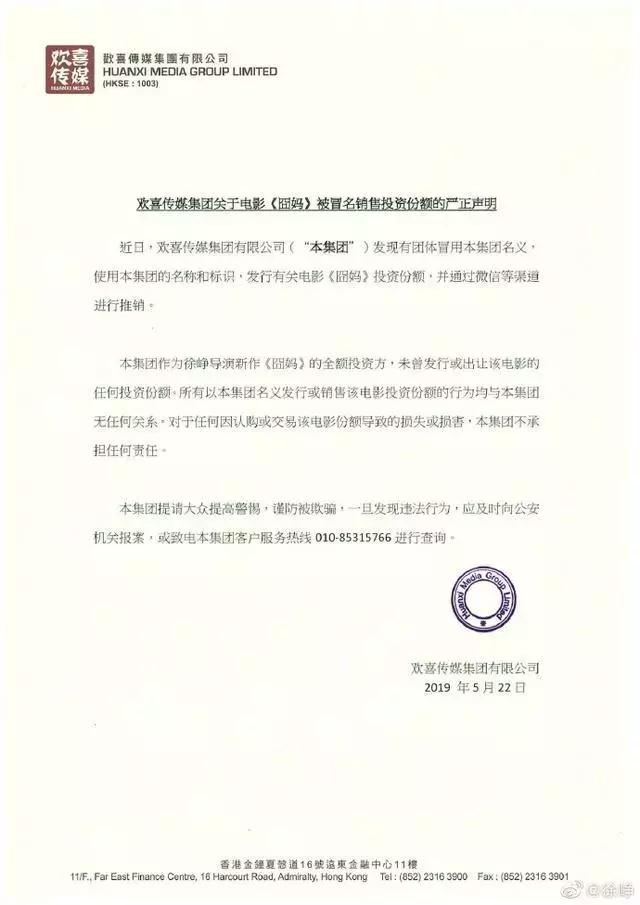 欢喜
传媒
HUANXI MEDIA
歡喜傳媒集團有限公司
HUANXI MEDIA GROUP LIMITED
(HKSE : 1003)
欢喜传媒集团关于电影《囧妈》被冒名销售投资份额的严正声明
近日，欢喜传媒集团有限公司（“本集团”）发现有团体冒用本集团名义，
使用本集团的名称和标识，发行有关电影《囧妈》投资份额，并通过微信等渠道
进行推销。
本集团作为徐峥导演新作《囧妈》的全额投资方，未曾发行或出让该电影的
任何投资份额。所有以本集团名义发行或销售该电影投资份额的行为均与本集团
无任何关系。对于任何因认购或交易该电影份额导致的损失或损害，本集团不承
担任何责任。
本集团提请大众提高警惕，谨防被欺骗，一旦发现违法行为，应及时向公安
机关报案，或致电本集团客户服务热线 010-85315766 进行查询。
Huanxi Media Group Limited
欢喜传媒集团有限公司
2019 年 5 月 22 日
香港金鐘夏愨道16號遠東金融中心11樓
11/F., Far East Finance Centre, 16 Harcourt Road, Admiralty, Hong Kong Tel : (852) 2316 3900 Fax : (852) 2316 3901
@徐峥